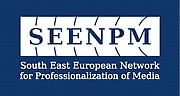 SEENPM
South East European Network
for Professionalization of Media